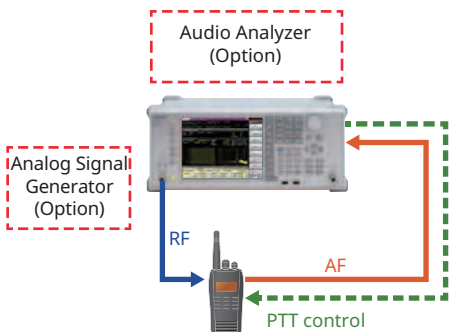 Audio Analyzer
(Option)
Analog Signal
Generator
(Option)
RF
AF
PTT control